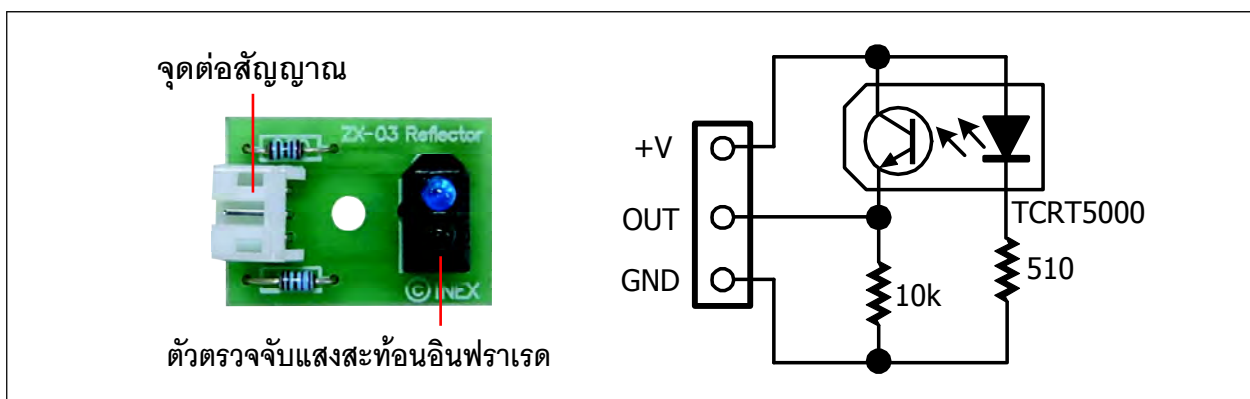 จุดต่อสัญญาณ
ZX-03 Reflector
© INEX
ตัวตรวจจับแสงสะท้อนอินฟราเรด
+V
OUT
GND
TCRT5000
510
10k